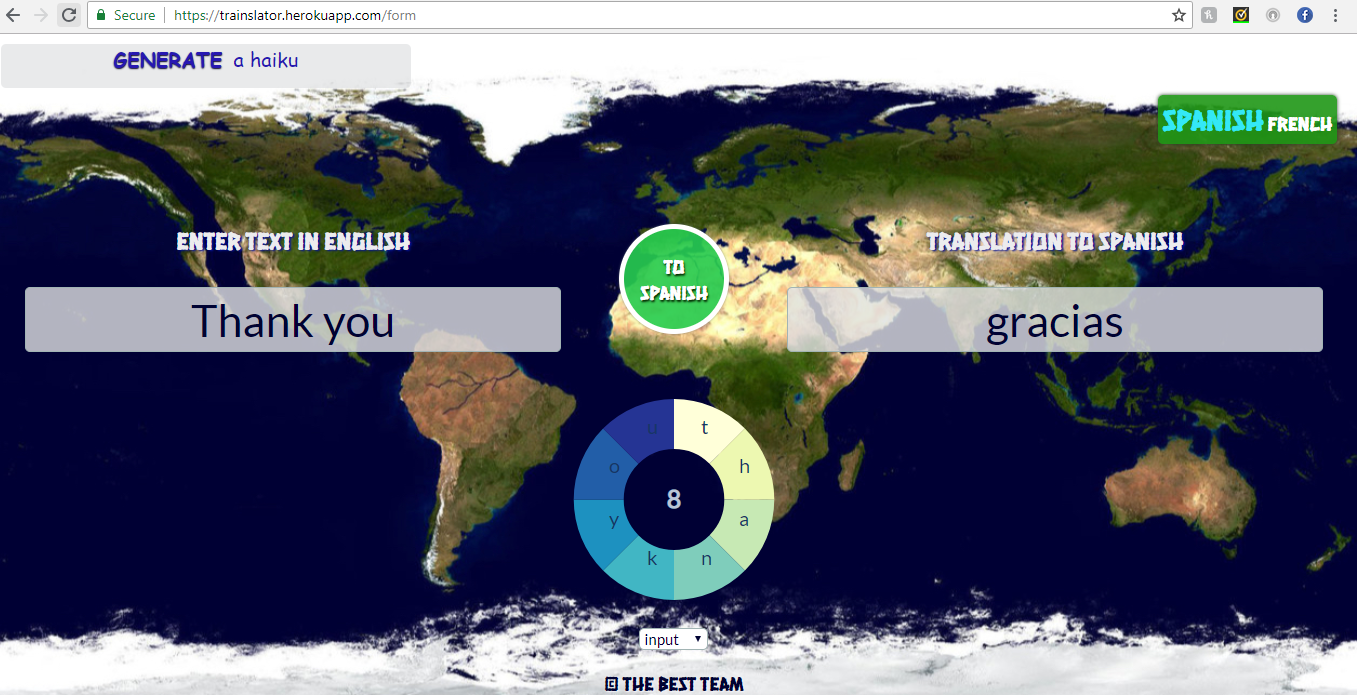 Secure https://trainslator.herokuapp.com/form
GENERATE a haiku
SPANISH FRENCH
ENTER TEXT IN ENGLISH
TO
SPANISH
TRANSLATION TO SPANISH
Thank you
gracias
u t
o h
8
y a
k n
input
© THE BEST TEAM